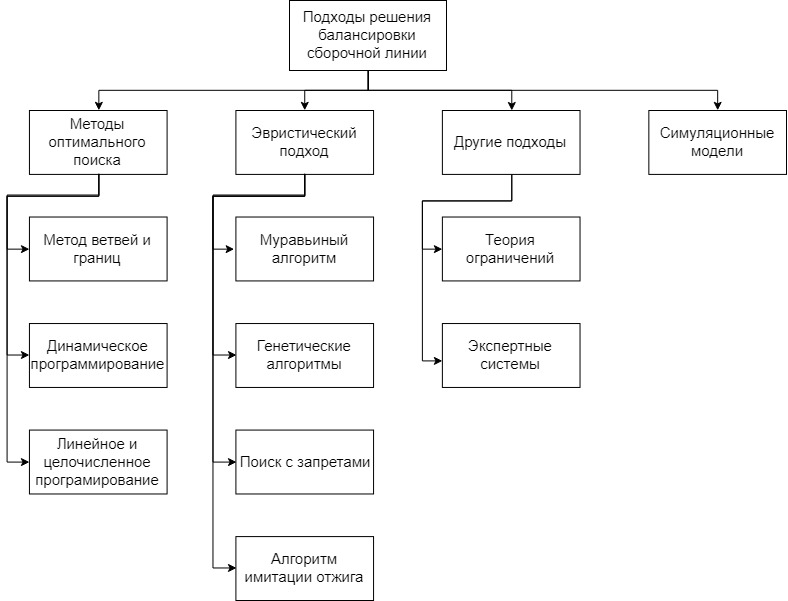 Подходы решения
балансировки
сборочной линии
Методы
оптимального
поиска
Эвристический
подход
Другие подходы
Симуляционные
модели
Метод ветвей и
границ
Муравьиный
алгоритм
Теория
ограничений
Динамическое
программирование
Генетические
алгоритмы
Экспертные
системы
Линейное и
целочисленное
програмирование
Поиск с запретами
Алгоритм
имитации отжига